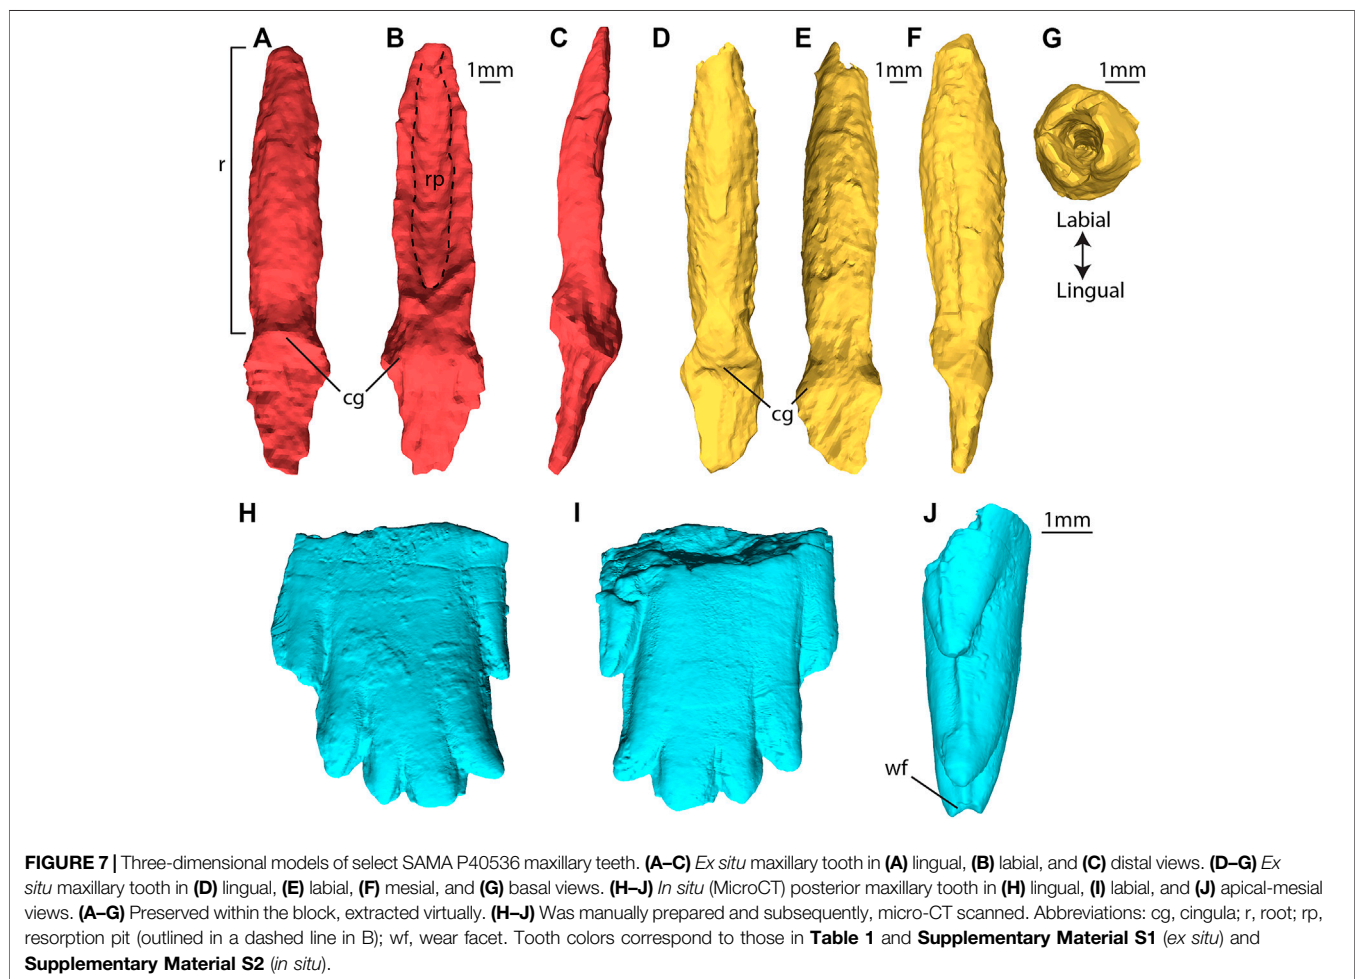 A B C D E F G
1mm 1mm 1mm
r
rp
Labial
Lingual
cg cg
H I J
1mm
wf
FIGURE 7 | Three-dimensional models of select SAMA P40536 maxillary teeth. (A–C) Ex situ maxillary tooth in (A) lingual, (B) labial, and (C) distal views. (D–G) Ex
situ maxillary tooth in (D) lingual, (E) labial, (F) mesial, and (G) basal views. (H–J) In situ (MicroCT) posterior maxillary tooth in (H) lingual, (I) labial, and (J) apical-mesial
views. (A–G) Preserved within the block, extracted virtually. (H–J) Was manually prepared and subsequently, micro-CT scanned. Abbreviations: cg, cingula; r, root; rp,
resorption pit (outlined in a dashed line in B); wf, wear facet. Tooth colors correspond to those in Table 1 and Supplementary Material S1 (ex situ) and
Supplementary Material S2 (in situ).